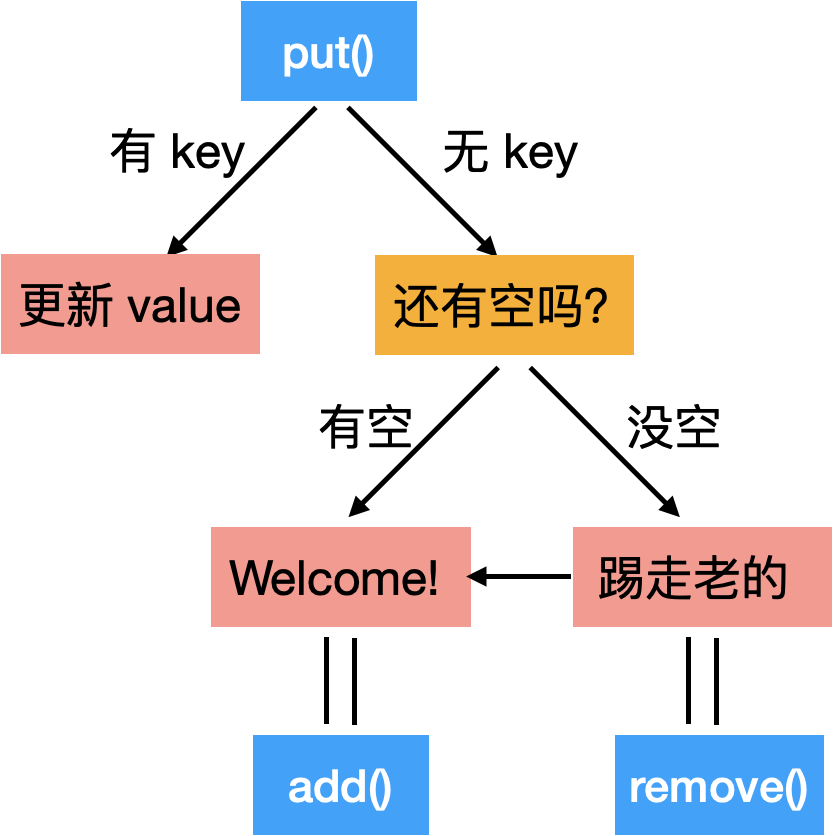 put()
有 key
无 key
更新 value
还有空吗?
有空
没空
Welcome!
踢走老的
add()
remove()